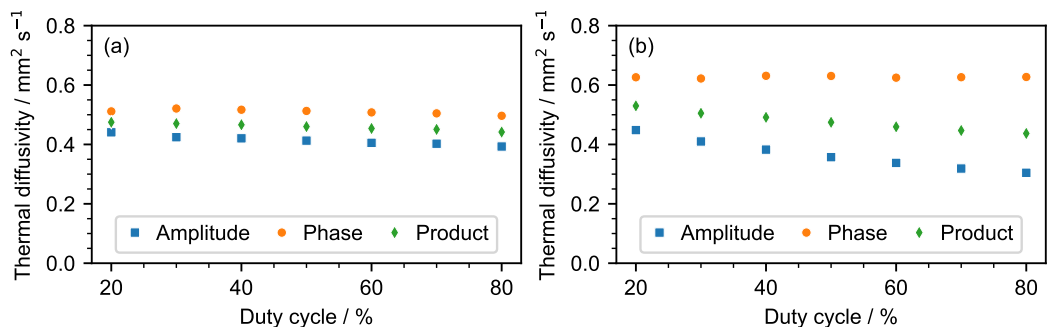 Thermal diffusivity / mm² s⁻¹
0.8
0.6
0.4
0.2
0.0
(a)
Amplitude Phase Product
20 40 60 80
Duty cycle / %
Thermal diffusivity / mm² s⁻¹
0.8
0.6
0.4
0.2
0.0
(b)
Amplitude Phase Product
20 40 60 80
Duty cycle / %